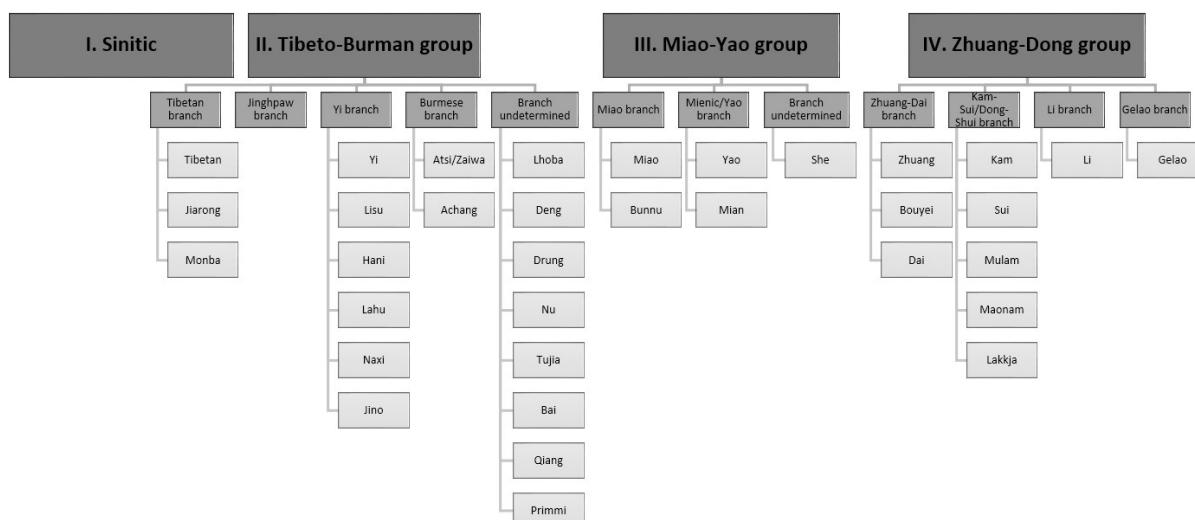 I. Sinitic
II. Tibeto-Burman group
III. Miao-Yao group
IV. Zhuang-Dong group
Tibetan
branch
Jinghpaw
branch
Yi branch
Burmese
branch
Branch
undetermined
Miao branch
Mienic/Yao
branch
Branch
undetermined
Zhuang-Dai
branch
Kam-
Sui/Dong-
Shui branch
Li branch
Gelao branch
Tibetan
Jiarong
Monba
Yi
Lisu
Hani
Lahu
Naxi
Jino
Atsi/Zaiwa
Achang
Lhoba
Deng
Drung
Nu
Tujia
Bai
Qiang
Primmi
Miao
Bunnu
Yao
Mian
She
Zhuang
Bouyei
Dai
Kam
Sui
Mulam
Maonam
Lakkja
Li
Gelao